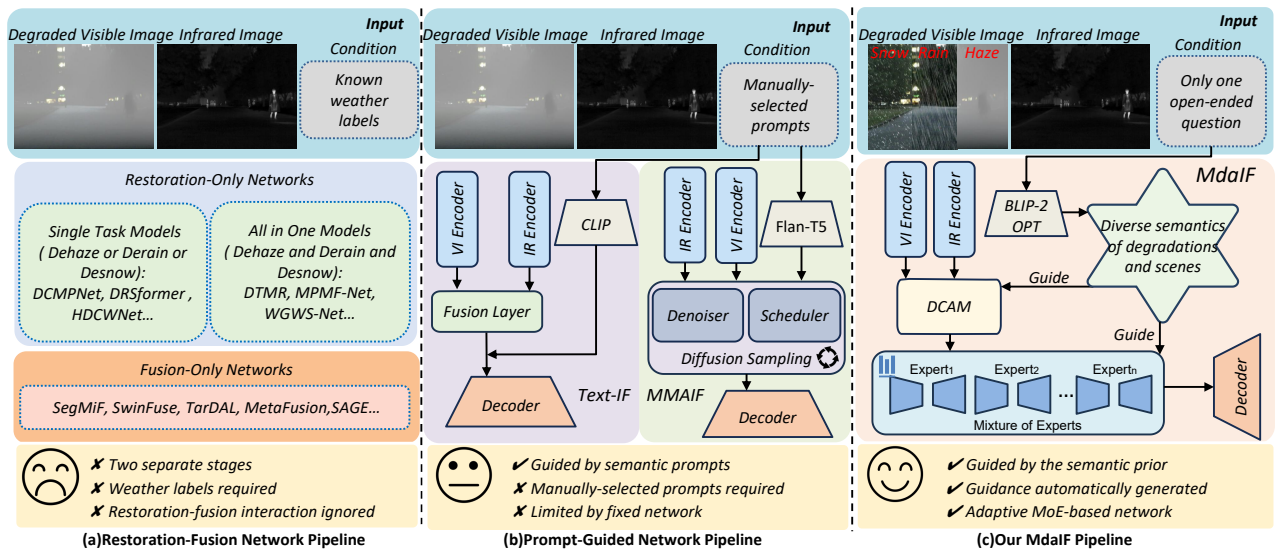 Input
Degraded Visible Image Infrared Image
Condition
Known
weather
labels
Restoration-Only Networks
Single Task Models
( Dehaze or Derain or
Desnow):
DCMPNet, DRSformer ,
HDCWNet…
All in One Models
( Dehaze and Derain and
Desnow):
DTMR, MPMF-Net,
WGWS-Net…
Fusion-Only Networks
SegMiF, SwinFuse, TarDAL, MetaFusion,SAGE…
✘ Two separate stages
✘ Weather labels required
✘ Restoration-fusion interaction ignored
(a)Restoration-Fusion Network Pipeline
Input
Degraded Visible Image Infrared Image
Condition
Manually-
selected
prompts
VI Encoder
IR Encoder
CLIP
Fusion Layer
Decoder
Text-IF
IR Encoder
VI Encoder
Flan-T5
Denoiser
Scheduler
Diffusion Sampling
MMAIF
Decoder
✔ Guided by semantic prompts
✘ Manually-selected prompts required
✘ Limited by fixed network
(b)Prompt-Guided Network Pipeline
Input
Degraded Visible Image Infrared Image
Snow Rain Haze
Condition
Only one
open-ended
question
MdaIF
VI Encoder
IR Encoder
BLIP-2
OPT
Diverse semantics
of degradations
and scenes
Guide
DCAM
Guide
Expert1
Expert2
Expertn
...
Mixture of Experts
Decoder
✔ Guided by the semantic prior
✔ Guidance automatically generated
✔ Adaptive MoE-based network
(c)Our MdaIF Pipeline